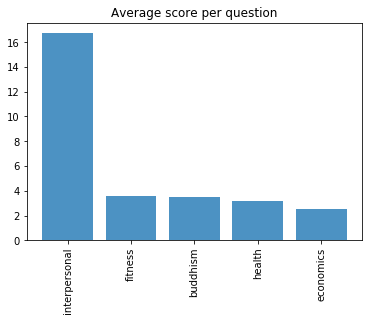 Average score per question
16
14
12
10
8
6
4
2
0
interpersonal
fitness
buddhism
health
economics